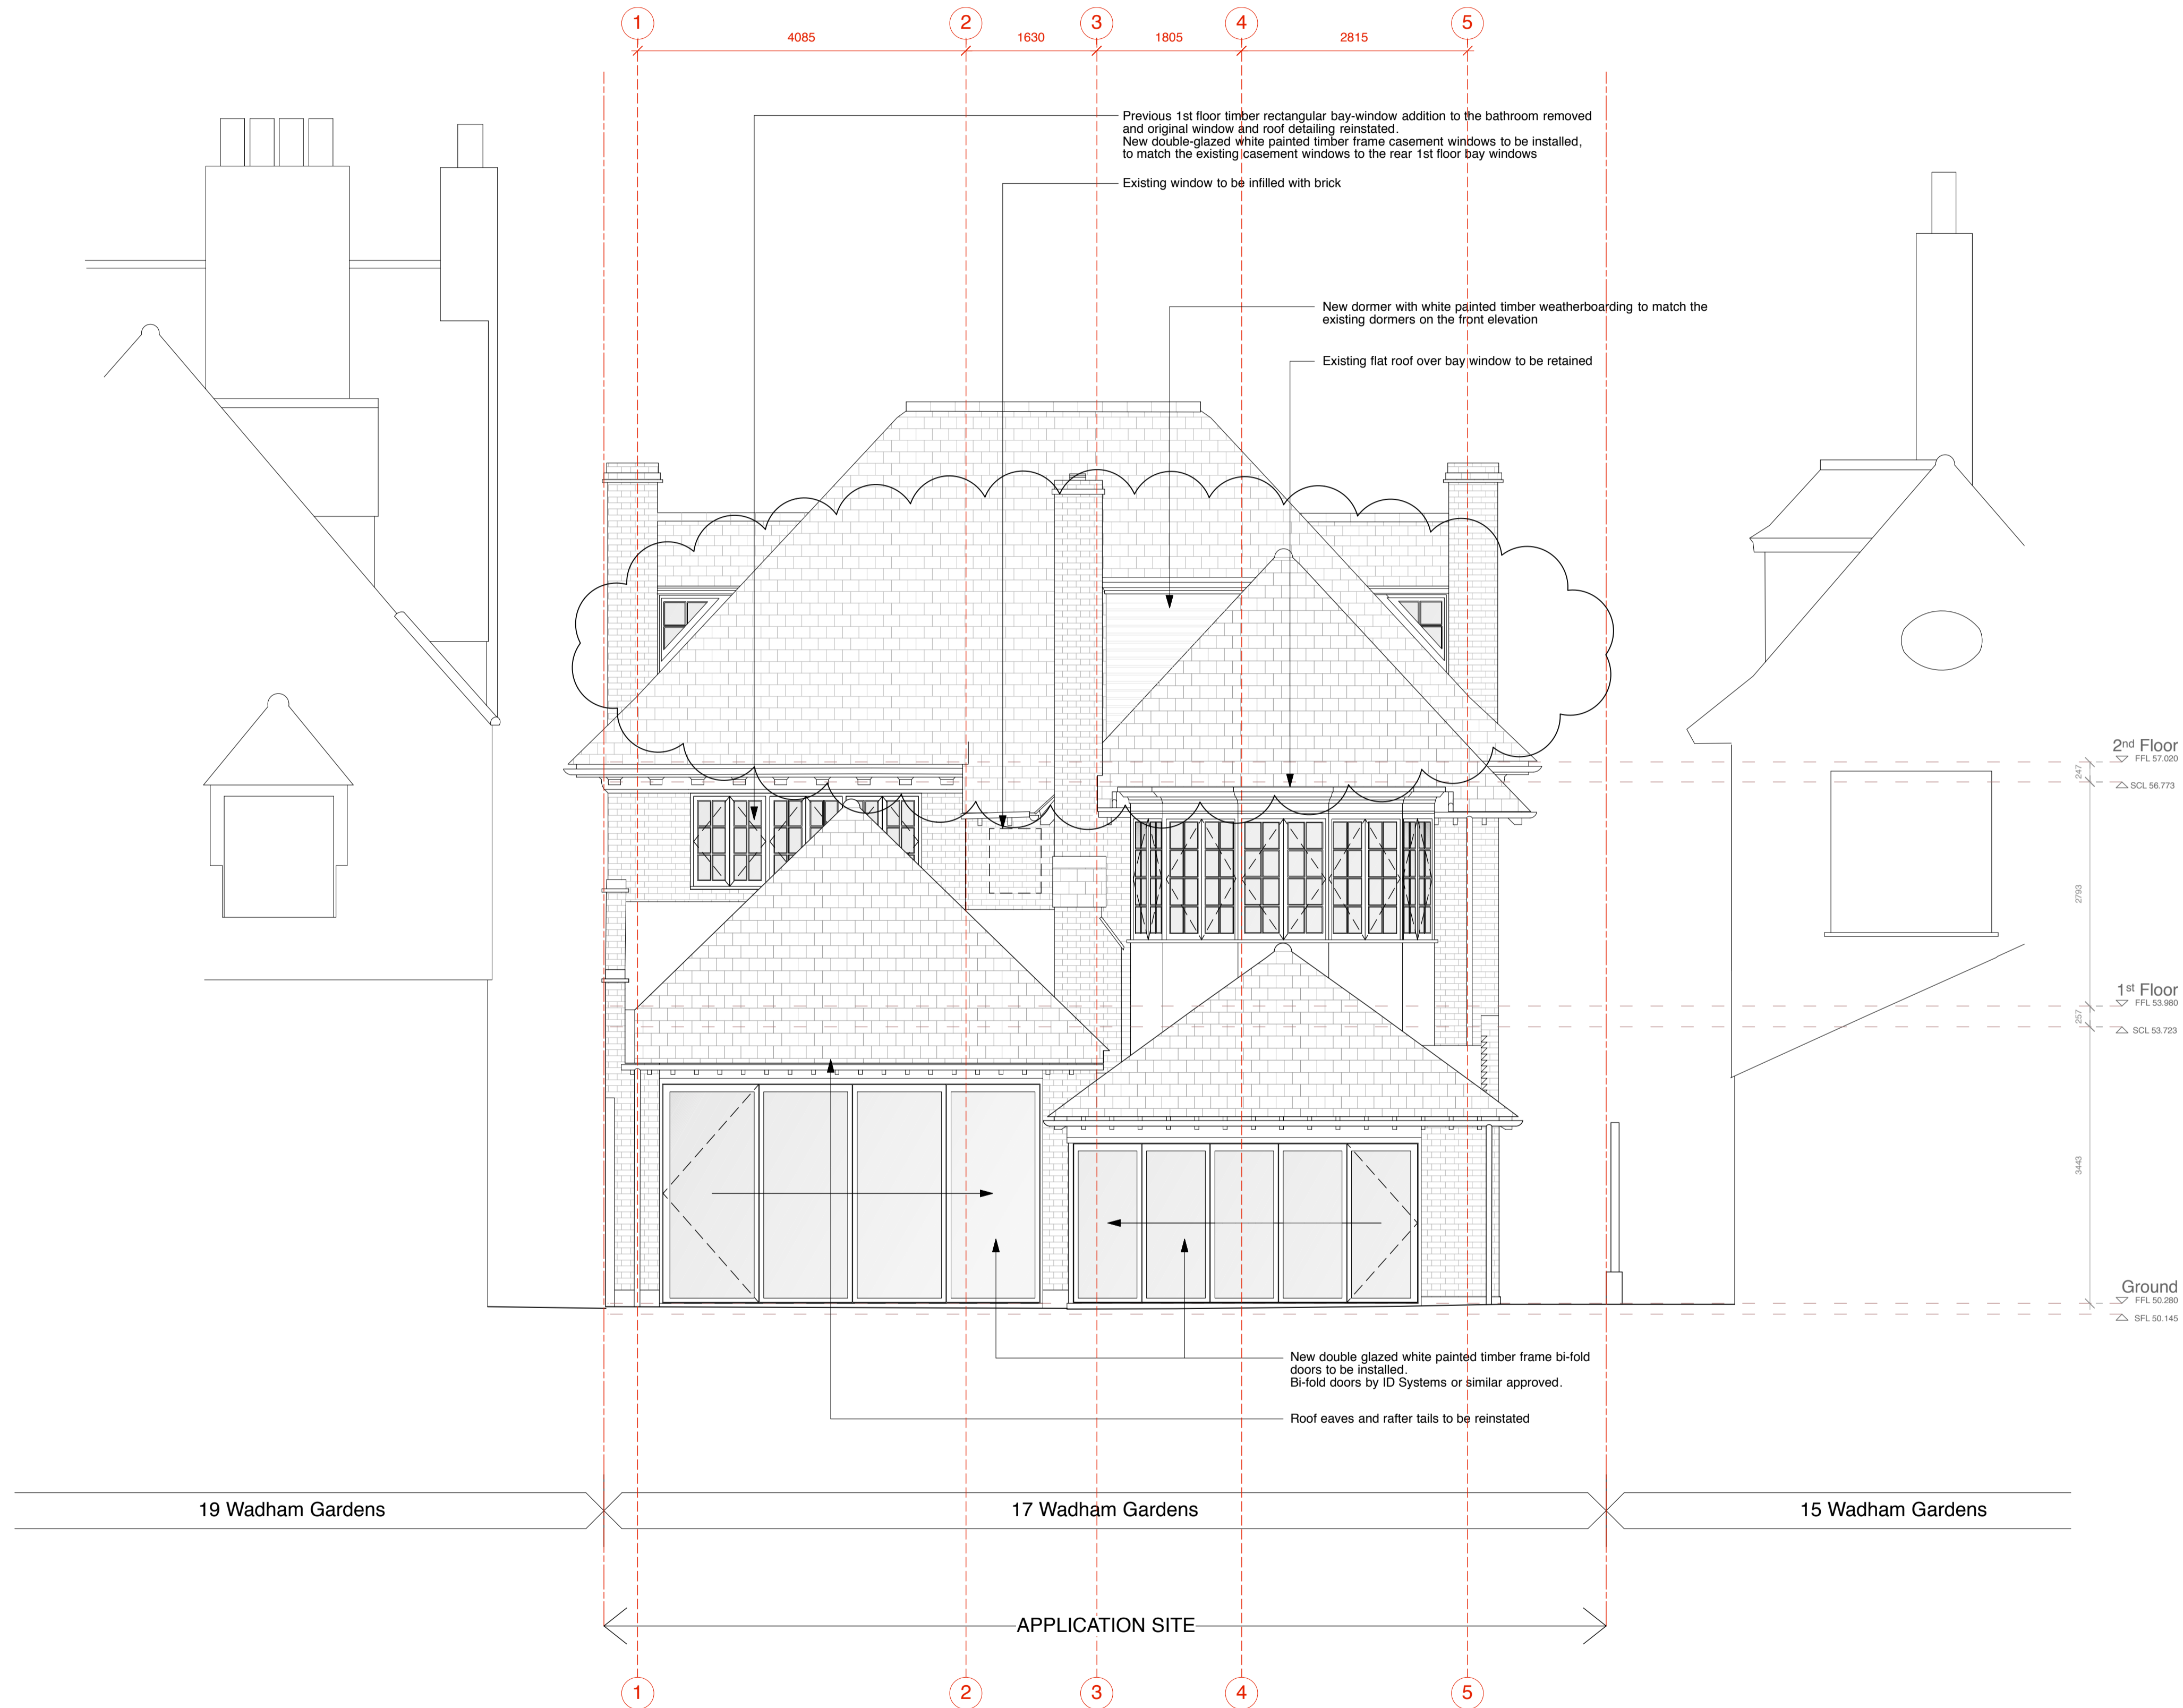 1
2
3
4
5
4085
1630
1805
2815
Previous 1st floor timber rectangular bay-window addition to the bathroom removed
and original window and roof detailing reinstated.
New double-glazed white painted timber frame casement windows to be installed,
to match the existing casement windows to the rear 1st floor bay windows
Existing window to be infilled with brick
New dormer with white painted timber weatherboarding to match the
existing dormers on the front elevation
Existing flat roof over bay window to be retained
2nd Floor
FFL 57.020
247
SCL 56.773
2793
1st Floor
FFL 53.980
257
SCL 53.723
3443
Ground
FFL 50.280
SFL 50.145
New double glazed white painted timber frame bi-fold
doors to be installed.
Bi-fold doors by ID Systems or similar approved.
Roof eaves and rafter tails to be reinstated
19 Wadham Gardens
17 Wadham Gardens
15 Wadham Gardens
APPLICATION SITE
1
2
3
4
5